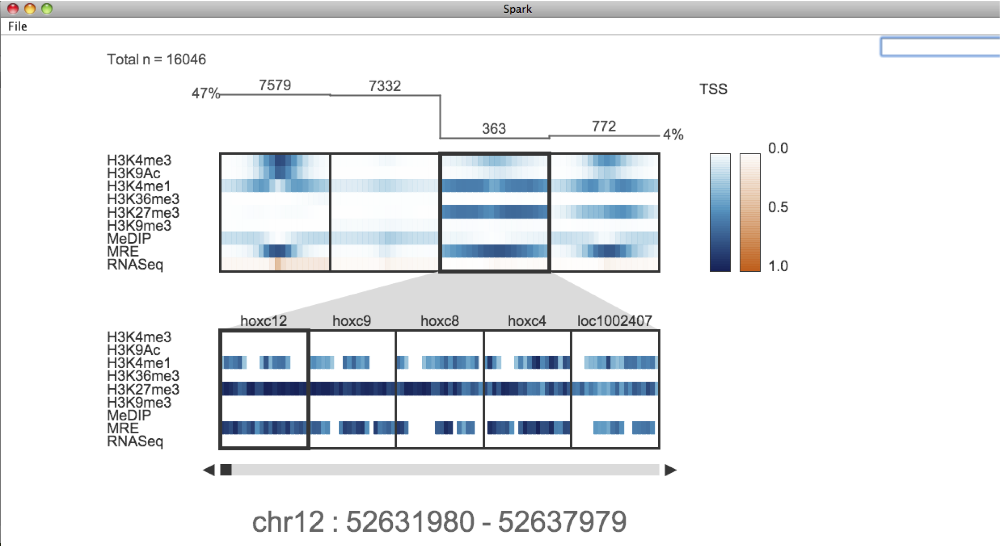 Spark
File
Total n = 16046
47% 7579 7332 363 772 4%
TSS
0.0
0.5
1.0
H3K4me3
H3K9Ac
H3K4me1
H3K36me3
H3K27me3
H3K9me3
MeDIP
MRE
RNASeq
hoxc12 hoxc9 hoxc8 hoxc4 loc1002407
H3K4me3
H3K9Ac
H3K4me1
H3K36me3
H3K27me3
H3K9me3
MeDIP
MRE
RNASeq
chr12 : 52631980 - 52637979